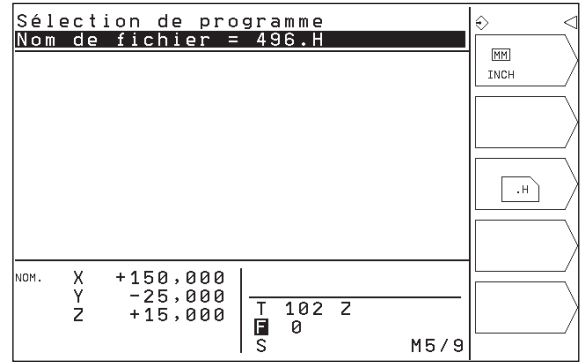 Sélection de programme
Nom de fichier = 496.H
MM
INCH
.H
NOM. X +150,000
Y -25,000
Z +15,000
T 102 Z
F 0
S M5/9